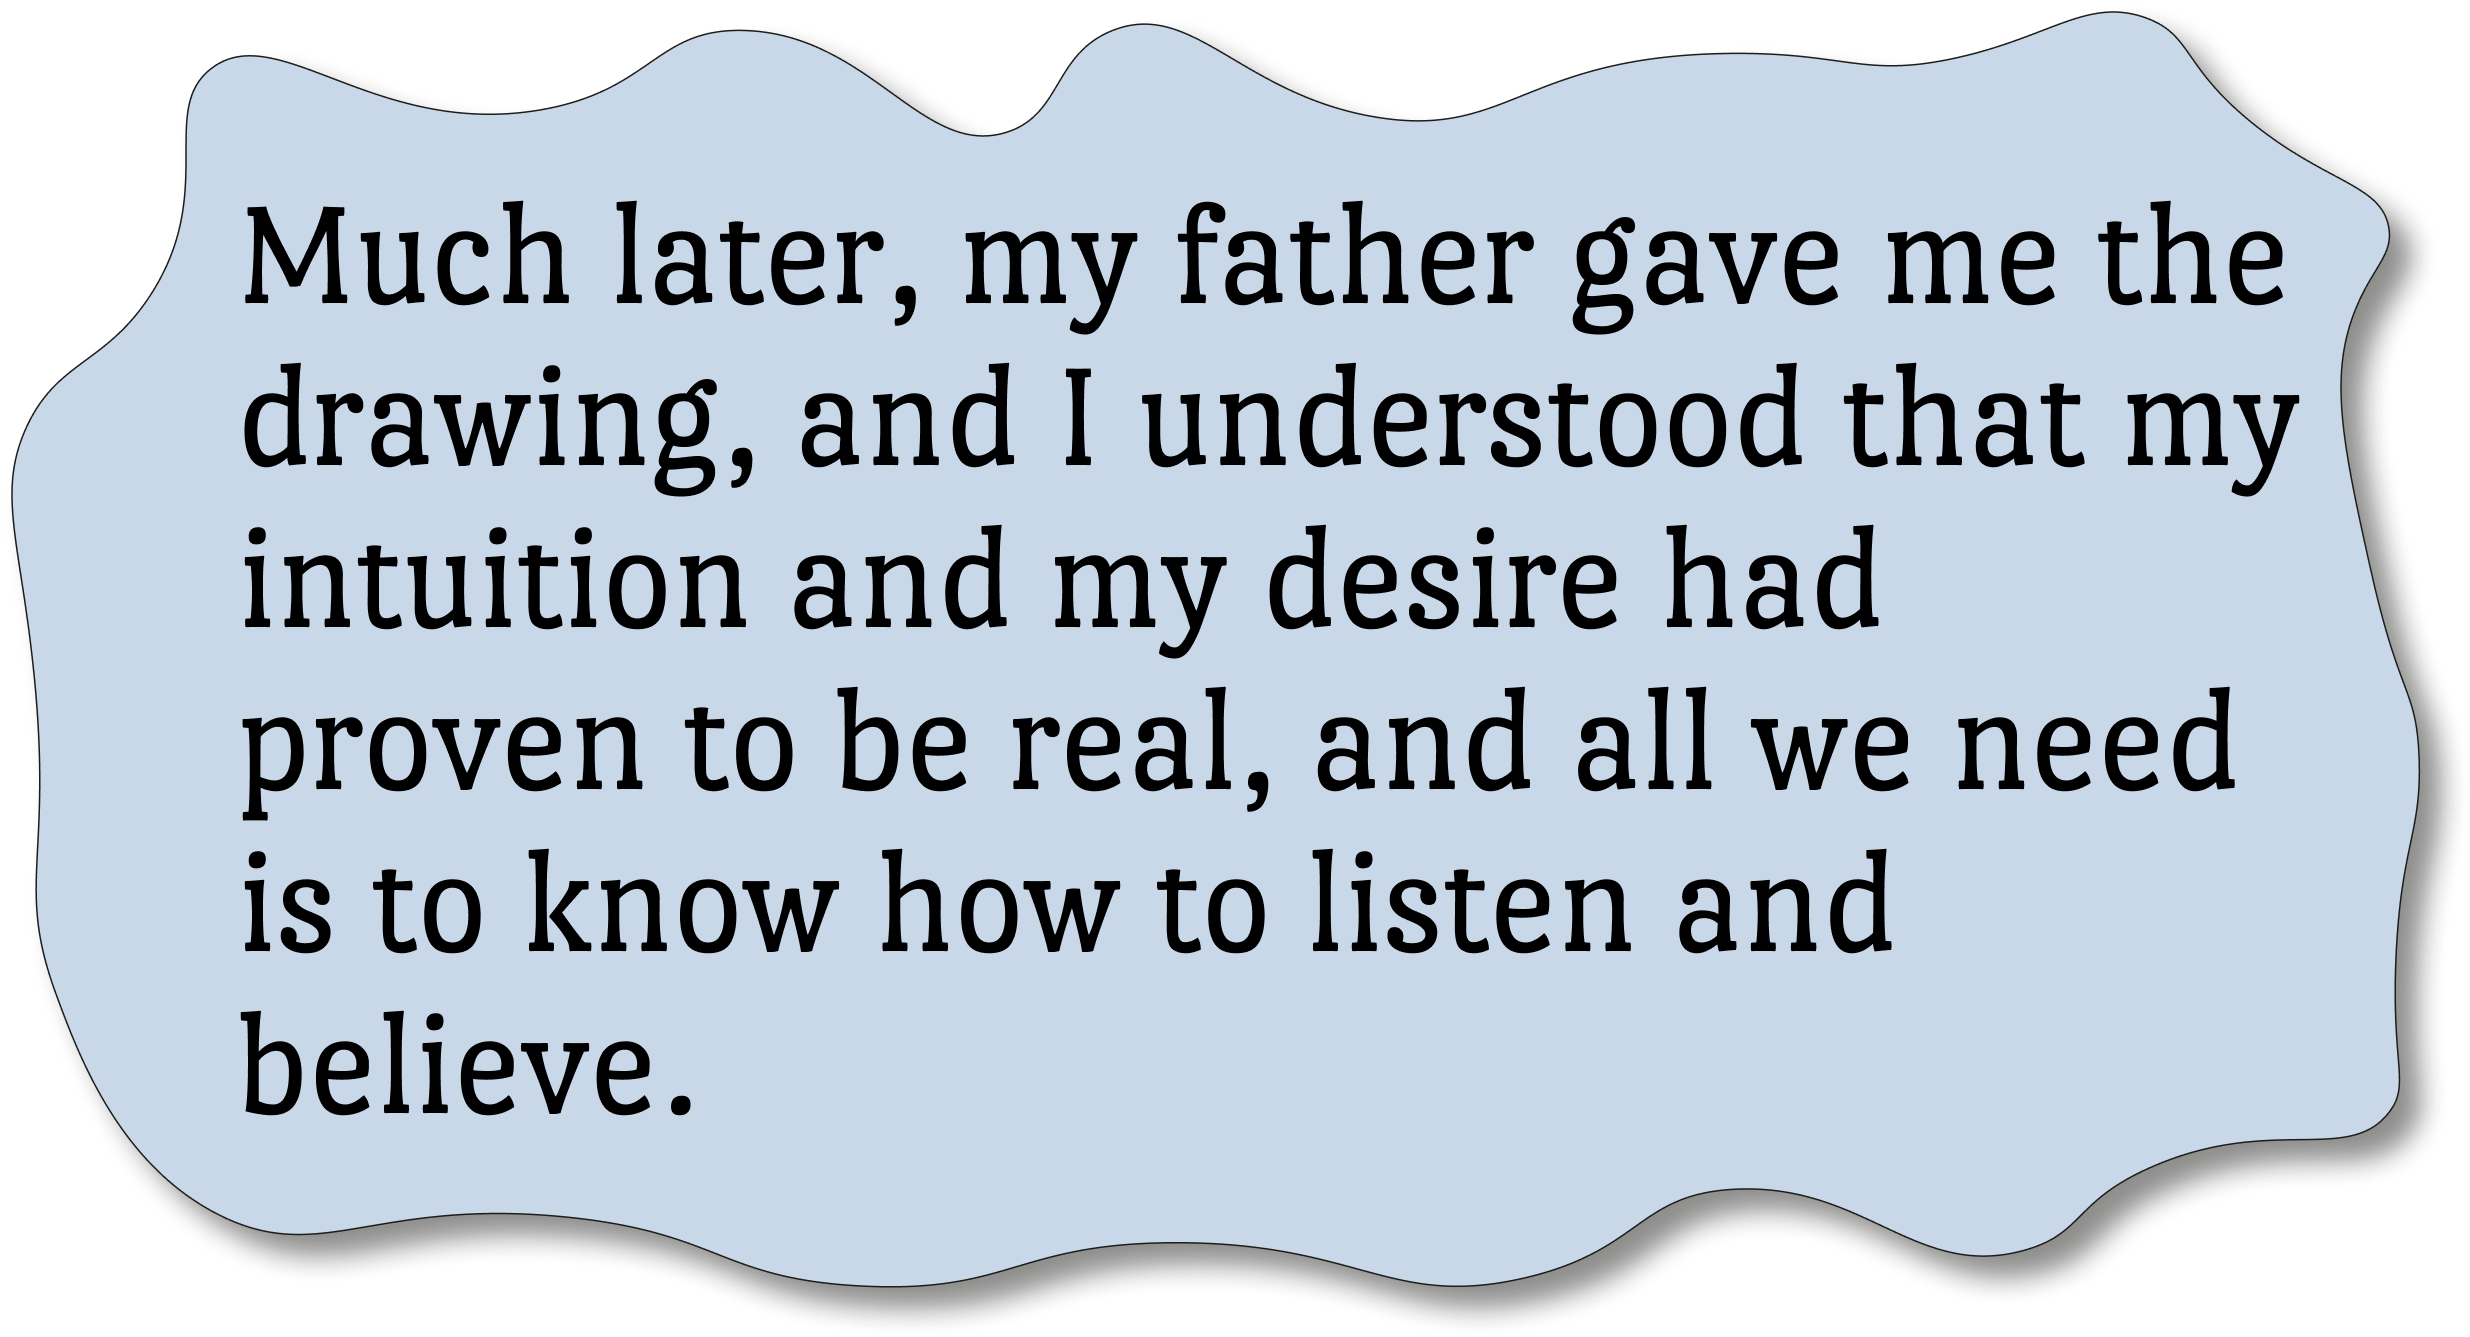 Much later, my father gave me the
drawing, and I understood that my
intuition and my desire had
proven to be real, and all we need
is to know how to listen and
believe.